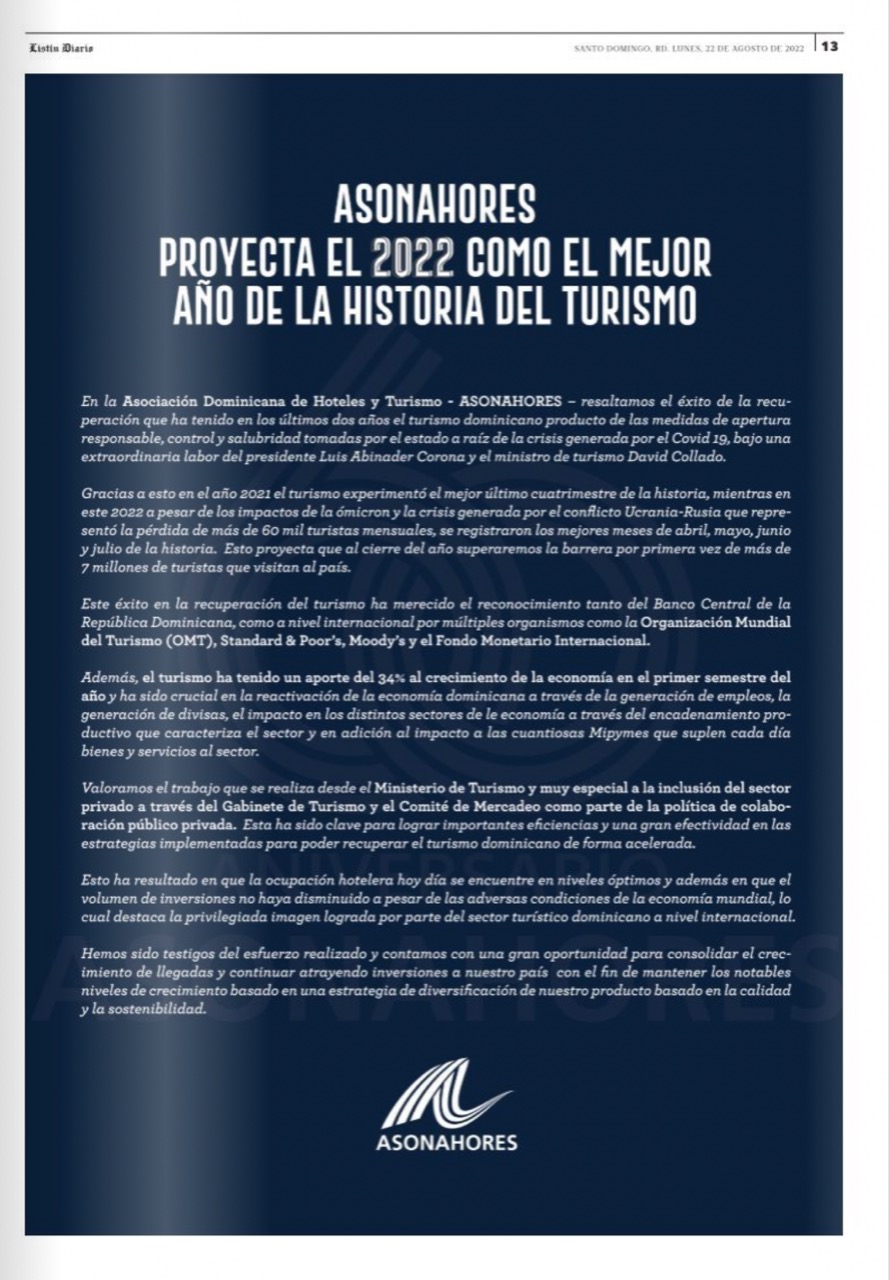 Listín Diario
SANTO DOMINGO, RD. LUNES, 22 DE AGOSTO DE 2022 13
ASONAHORES
PROYECTA EL 2022 COMO EL MEJOR
AÑO DE LA HISTORIA DEL TURISMO
En la Asociación Dominicana de Hoteles y Turismo - ASONAHORES – resaltamos el éxito de la recu-
peración que ha tenido en los últimos dos años el turismo dominicano producto de las medidas de apertura
responsable, control y salubridad tomadas por el estado a raíz de la crisis generada por el Covid 19, bajo una
extraordinaria labor del presidente Luis Abinader Corona y el ministro de turismo David Collado.
Gracias a esto en el año 2021 el turismo experimentó el mejor último cuatrimestre de la historia, mientras en
este 2022 a pesar de los impactos de la ómicron y la crisis generada por el conflicto Ucrania-Rusia que repre-
sentó la pérdida de más de 60 mil turistas mensuales, se registraron los mejores meses de abril, mayo, junio
y julio de la historia. Esto proyecta que al cierre del año superaremos la barrera por primera vez de más de
7 millones de turistas que visitan al país.
Este éxito en la recuperación del turismo ha merecido el reconocimiento tanto del Banco Central de la
República Dominicana, como a nivel internacional por múltiples organismos como la Organización Mundial
del Turismo (OMT), Standard & Poor's, Moody's y el Fondo Monetario Internacional.
Además, el turismo ha tenido un aporte del 34% al crecimiento de la economía en el primer semestre del
año y ha sido crucial en la reactivación de la economía dominicana a través de la generación de empleos, la
generación de divisas, el impacto en los distintos sectores de le economía a través del encadenamiento pro-
ductivo que caracteriza el sector y en adición al impacto a las cuantiosas Mipymes que suplen cada día
bienes y servicios al sector.
Valoramos el trabajo que se realiza desde el Ministerio de Turismo y muy especial a la inclusión del sector
privado a través del Gabinete de Turismo y el Comité de Mercadeo como parte de la política de colabo-
ración público privada. Esta ha sido clave para lograr importantes eficiencias y una gran efectividad en las
estrategias implementadas para poder recuperar el turismo dominicano de forma acelerada.
ANIVERSARIO
Esto ha resultado en que la ocupación hotelera hoy día se encuentre en niveles óptimos y además en que el
volumen de inversiones no haya disminuido a pesar de las adversas condiciones de la economía mundial, lo
cual destaca la privilegiada imagen lograda por parte del sector turístico dominicano a nivel internacional.
ASONAHORES
Hemos sido testigos del esfuerzo realizado y contamos con una gran oportunidad para consolidar el crec-
imiento de llegadas y continuar atrayendo inversiones a nuestro país con el fin de mantener los notables
niveles de crecimiento basado en una estrategia de diversificación de nuestro producto basado en la calidad
y la sostenibilidad.
ASONAHORES